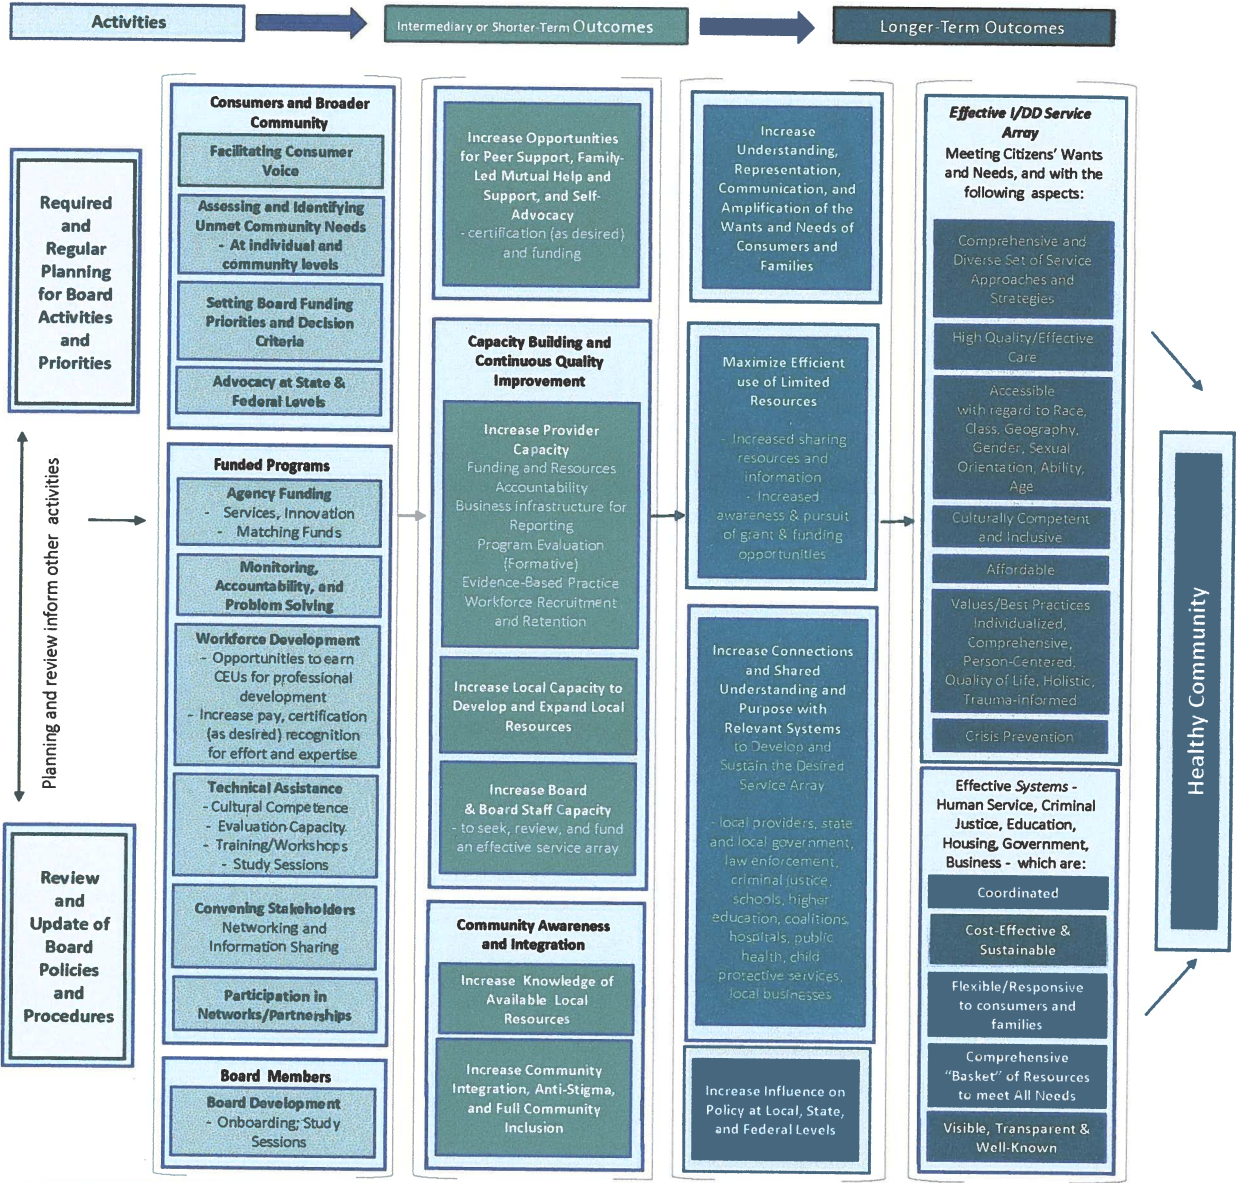 Activities
Intermediary or Shorter-Term Outcomes
Longer-Term Outcomes
Required
and
Regular
Planning
for Board
Activities
and
Priorities
Planning and review inform other activities
Review
and
Update of
Board
Policies
and
Procedures
Consumers and Broader
Community
Facilitating Consumer
Voice
Assessing and Identifying
Unmet Community Needs
- At individual and
community levels
Setting Board Funding
Priorities and Decision
Criteria
Advocacy at State &
Federal Levels
Funded Programs
Agency Funding
- Services, Innovation
- Matching Funds
Monitoring,
Accountability, and
Problem Solving
Workforce Development
- Opportunities to earn
CEUs for professional
development
- Increase pay, certification
(as desired) recognition
for effort and expertise
Technical Assistance
- Cultural Competence
- Evaluation Capacity
- Training/Workshops
- Study Sessions
Convening Stakeholders
Networking and
Information Sharing
Participation in
Networks/Partnerships
Board Members
Board Development
- Onboarding; Study
Sessions
Increase Opportunities
for Peer Support, Family-
Led Mutual Help and
Support, and Self-
Advocacy
- certification (as desired)
and funding
Capacity Building and
Continuous Quality
Improvement
Increase Provider
Capacity
Funding and Resources
Accountability
Business infrastructure for
Reporting
Program Evaluation
(Formative)
Evidence-Based Practice
Workforce Recruitment
and Retention
Increase Local Capacity to
Develop and Expand Local
Resources
Increase Board
& Board Staff Capacity
- to seek, review, and fund
an effective service array
Community Awareness
and Integration
Increase Knowledge of
Available Local
Resources
Increase Community
Integration, Anti-Stigma,
and Full Community
Inclusion
Increase
Understanding,
Representation,
Communication, and
Amplification of the
Wants and Needs of
Consumers and
Families
Maximize Efficient
use of Limited
Resources
- Increased sharing
resources and
information
- Increased
awareness & pursuit
of grant & funding
opportunities
Increase Connections
and Shared
Understanding and
Purpose with
Relevant Systems
to Develop and
Sustain the Desired
Service Array
- local providers, state
and local government,
law enforcement,
criminal justice,
schools, higher
education, coalitions,
hospitals, public
health, child
protective services,
local businesses
Increase Influence on
Policy at Local, State,
and Federal Levels
Effective I/DD Service
Array
Meeting Citizens' Wants
and Needs, and with the
following aspects:
Comprehensive and
Diverse Set of Service
Approaches and
Strategies
High Quality/Effective
Care
Accessible
with regard to Race,
Class, Geography,
Gender, Sexual
Orientation, Ability,
Age
Culturally Competent
and Inclusive
Affordable
Values/Best Practices
Individualized,
Comprehensive,
Person-Centered,
Quality of Life, Holistic,
Trauma-informed
Crisis Prevention
Effective Systems -
Human Service, Criminal
Justice, Education,
Housing, Government,
Business - which are:
Coordinated
Cost-Effective &
Sustainable
Flexible/Responsive
to consumers and
families
Comprehensive
"Basket" of Resources
to meet All Needs
Visible, Transparent &
Well-Known
Healthy Community